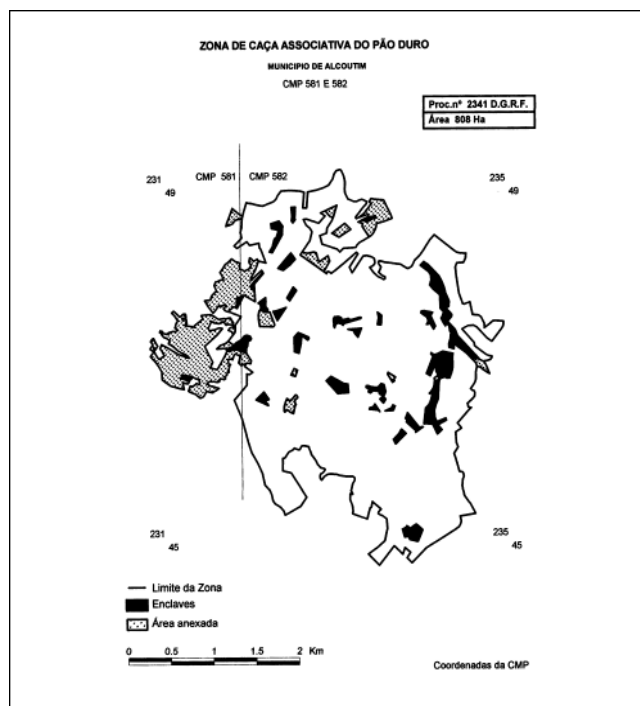 ZONA DE CAÇA ASSOCIATIVA DO PÃO DURO
MUNICIPIO DE ALCOUTIM
CMP 581 E 582
Proc.nº 2341 D.G.R.F.
Área 808 Ha
231
49
CMP 581
CMP 582
235
49
231
45
235
45
Limite da Zona
Enclaves
Área anexada
0 0.5 1 1.5 2 Km
Coordenadas da CMP